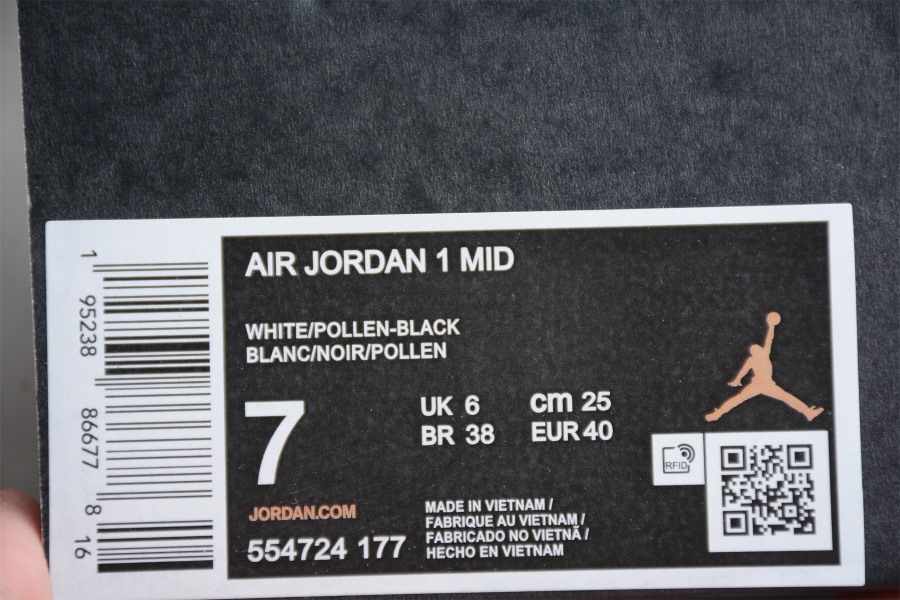 AIR JORDAN 1 MID
WHITE/POLLEN-BLACK
BLANC/NOIR/POLLEN
7
UK 6 cm 25
BR 38 EUR 40
RFID
JORDAN.COM
554724 177
MADE IN VIETNAM /
FABRIQUE AU VIETNAM /
FABRICADO NO VIETNÃ /
HECHO EN VIETNAM
1 95238 86677 8 16